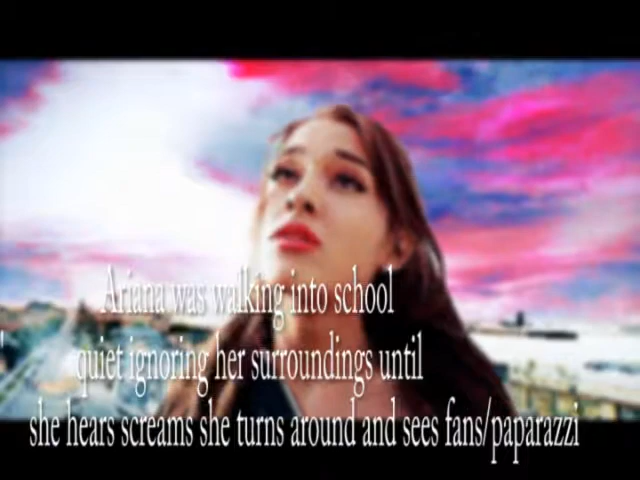 Ariana was walking into school
quiet ignoring her surroundings until
she hears screams she turns around and sees fans/paparazzi